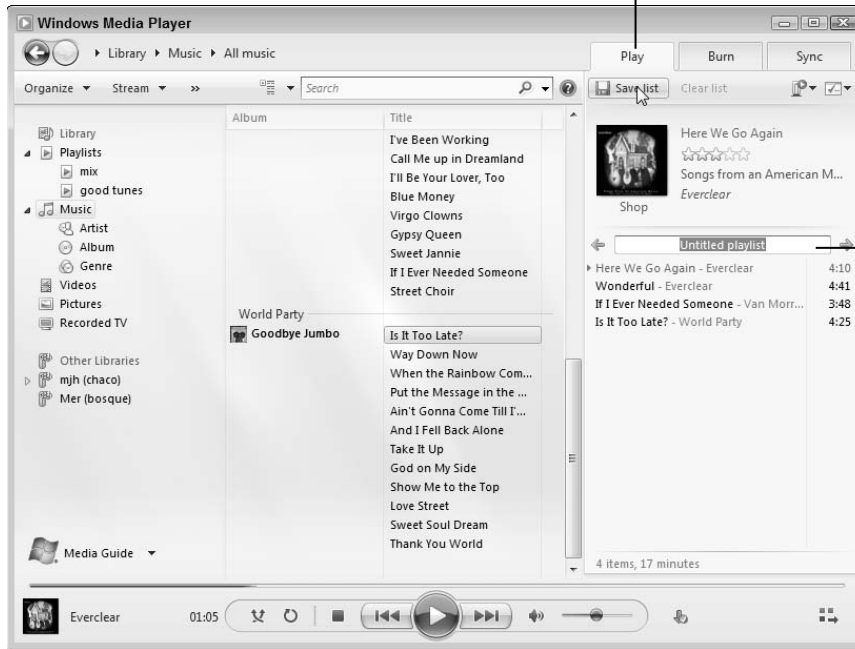 Windows Media Player
Library ▸ Music ▸ All music
Play Burn Sync
Organize Stream » Search Save list Clear list
Album Title
Library
Playlists
mix
good tunes
Music
Artist
Album
Genre
Videos
Pictures
Recorded TV
Other Libraries
mjh (chaco)
Mer (bosque)
Media Guide
I've Been Working
Call Me up in Dreamland
I'll Be Your Lover, Too
Blue Money
Virgo Clowns
Gypsy Queen
Sweet Jannie
If I Ever Needed Someone
Street Choir
World Party
Goodbye Jumbo
Is It Too Late?
Way Down Now
When the Rainbow Com...
Put the Message in the ...
Ain't Gonna Come Till I'...
And I Fell Back Alone
Take It Up
God on My Side
Show Me to the Top
Love Street
Sweet Soul Dream
Thank You World
Here We Go Again
Songs from an American M...
Everclear
Shop
Untitled playlist
Here We Go Again - Everclear 4:10
Wonderful - Everclear 4:41
If I Ever Needed Someone - Van Morr... 3:48
Is It Too Late? - World Party 4:25
4 items, 17 minutes
Everclear 01:05